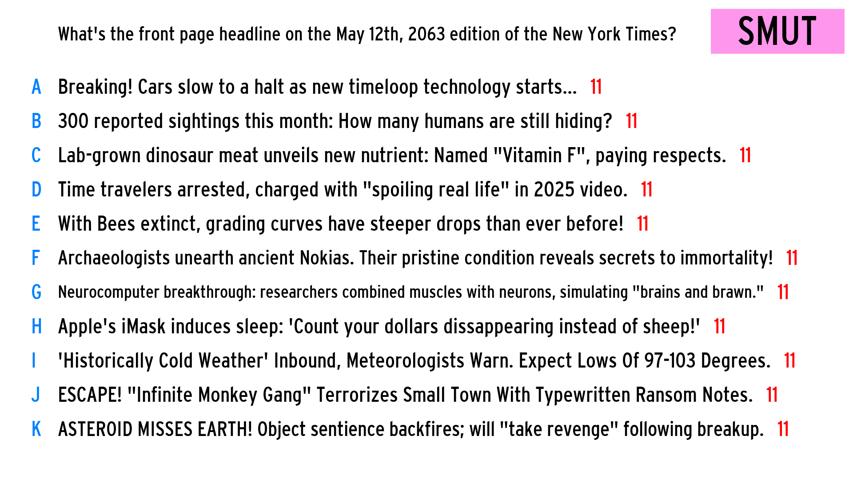 What's the front page headline on the May 12th, 2063 edition of the New York Times?
SMUT
A Breaking! Cars slow to a halt as new timeloop technology starts... 11
B 300 reported sightings this month: How many humans are still hiding? 11
C Lab-grown dinosaur meat unveils new nutrient: Named "Vitamin F", paying respects. 11
D Time travelers arrested, charged with "spoiling real life" in 2025 video. 11
E With Bees extinct, grading curves have steeper drops than ever before! 11
F Archaeologists unearth ancient Nokias. Their pristine condition reveals secrets to immortality! 11
G Neurocomputer breakthrough: researchers combined muscles with neurons, simulating "brains and brawn." 11
H Apple's iMask induces sleep: 'Count your dollars dissappearing instead of sheep!' 11
I 'Historically Cold Weather' Inbound, Meteorologists Warn. Expect Lows Of 97-103 Degrees. 11
J ESCAPE! "Infinite Monkey Gang" Terrorizes Small Town With Typewritten Ransom Notes. 11
K ASTEROID MISSES EARTH! Object sentience backfires; will "take revenge" following breakup. 11